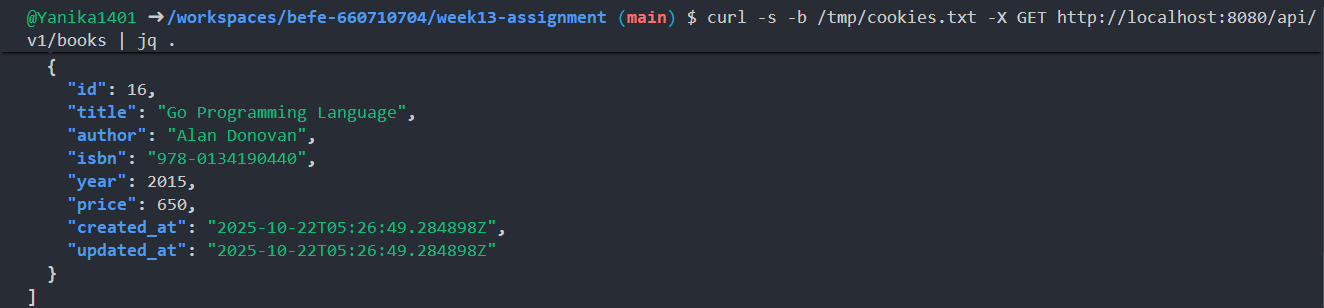 @Yanika1401 ➜/workspaces/befe-660710704/week13-assignment (main) $ curl -s -b /tmp/cookies.txt -X GET http://localhost:8080/api/
v1/books | jq .
  {
    "id": 16,
    "title": "Go Programming Language",
    "author": "Alan Donovan",
    "isbn": "978-0134190440",
    "year": 2015,
    "price": 650,
    "created_at": "2025-10-22T05:26:49.284898Z",
    "updated_at": "2025-10-22T05:26:49.284898Z"
  }
]